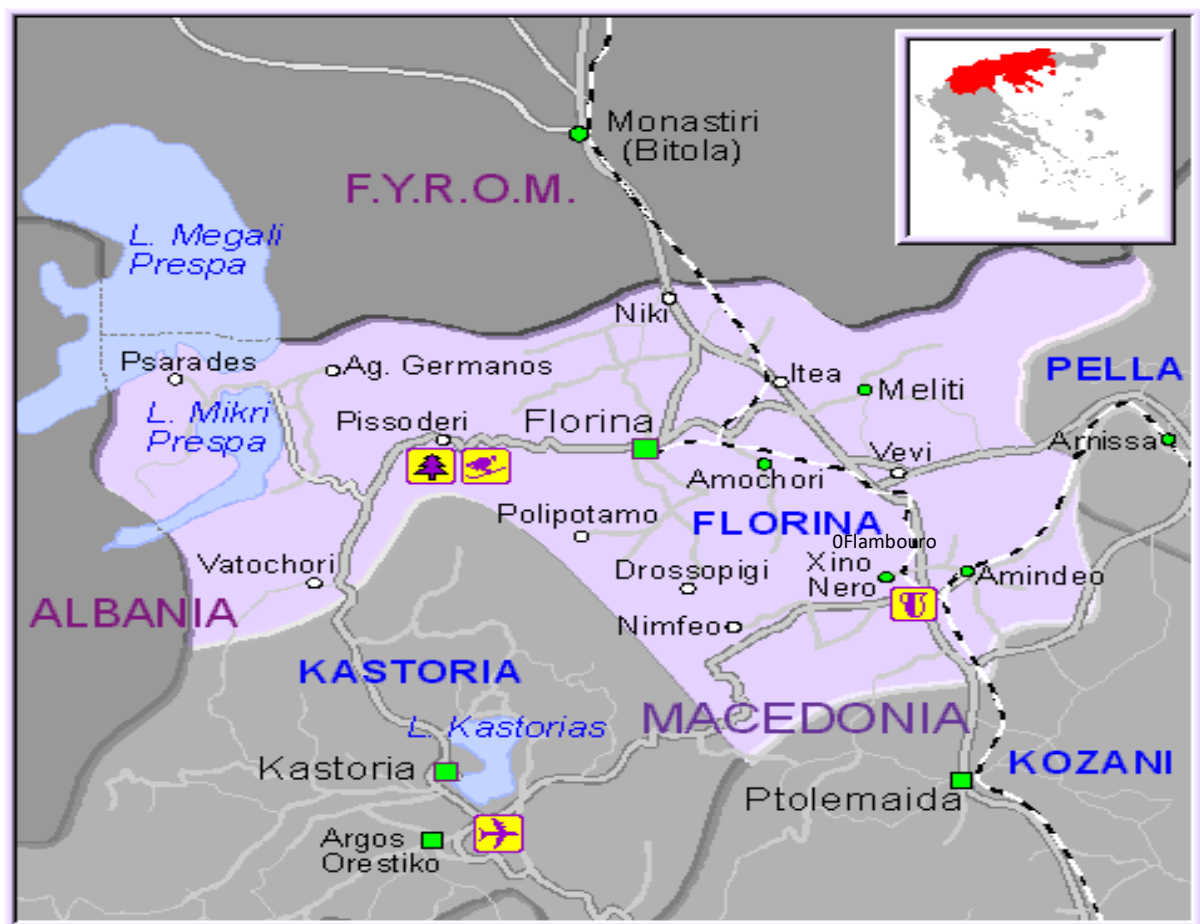 Monastiri
(Bitola)
F.Y.R.O.M.
L. Megali
Prespa
Niki
Psarades
Ag. Germanos
Itea
PELLA
Meliti
L. Mikri
Prespa
Pissoderi
Florina
Arnissa
Vevi
Amochori
Polipotamo
FLORINA
0Flambouro
Vatochori
Drossopigi
Xino
Nero
Amindeo
ALBANIA
Nimfeo
KASTORIA
MACEDONIA
L. Kastorias
Kastoria
KOZANI
Ptolemaida
Argos
Orestiko